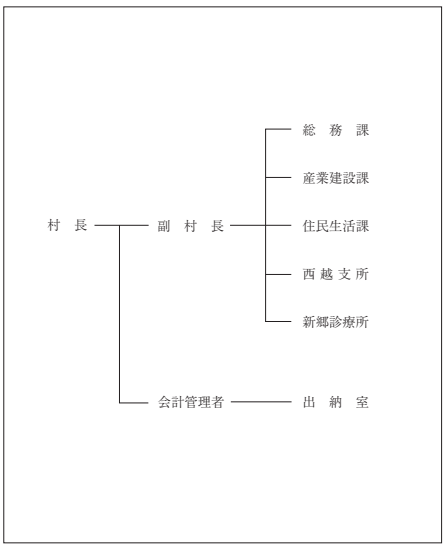 総務課
産業建設課
村長
副村長
住民生活課
西越支所
新郷診療所
会計管理者
出納室